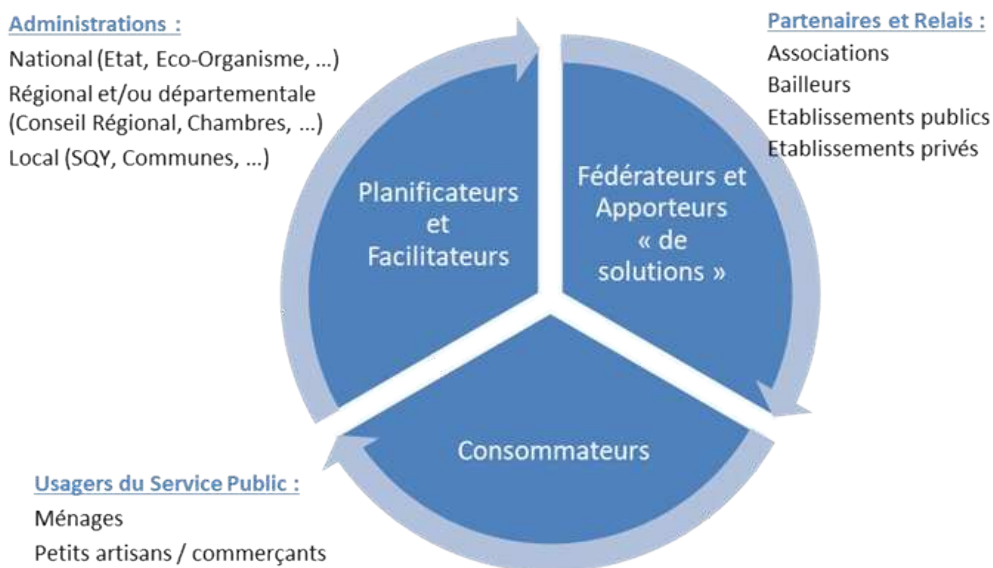 Administrations :
National (Etat, Eco-Organisme, ...)
Régional et/ou départementale
(Conseil Régional, Chambres, ...)
Local (SQY, Communes, ...)
Partenaires et Relais :
Associations
Bailleurs
Etablissements publics
Etablissements privés
Planificateurs
et
Facilitateurs
Fédérateurs et
Apporteurs
« de
solutions »
Consommateurs
Usagers du Service Public :
Ménages
Petits artisans / commerçants